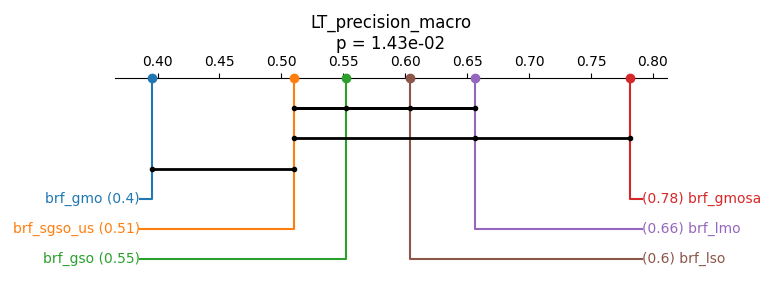 LT_precision_macro
p = 1.43e-02
0.40 0.45 0.50 0.55 0.60 0.65 0.70 0.75 0.80
brf_gmo (0.4) (0.78) brf_gmosa
brf_sgso_us (0.51) (0.66) brf_lmo
brf_gso (0.55) (0.6) brf_lso